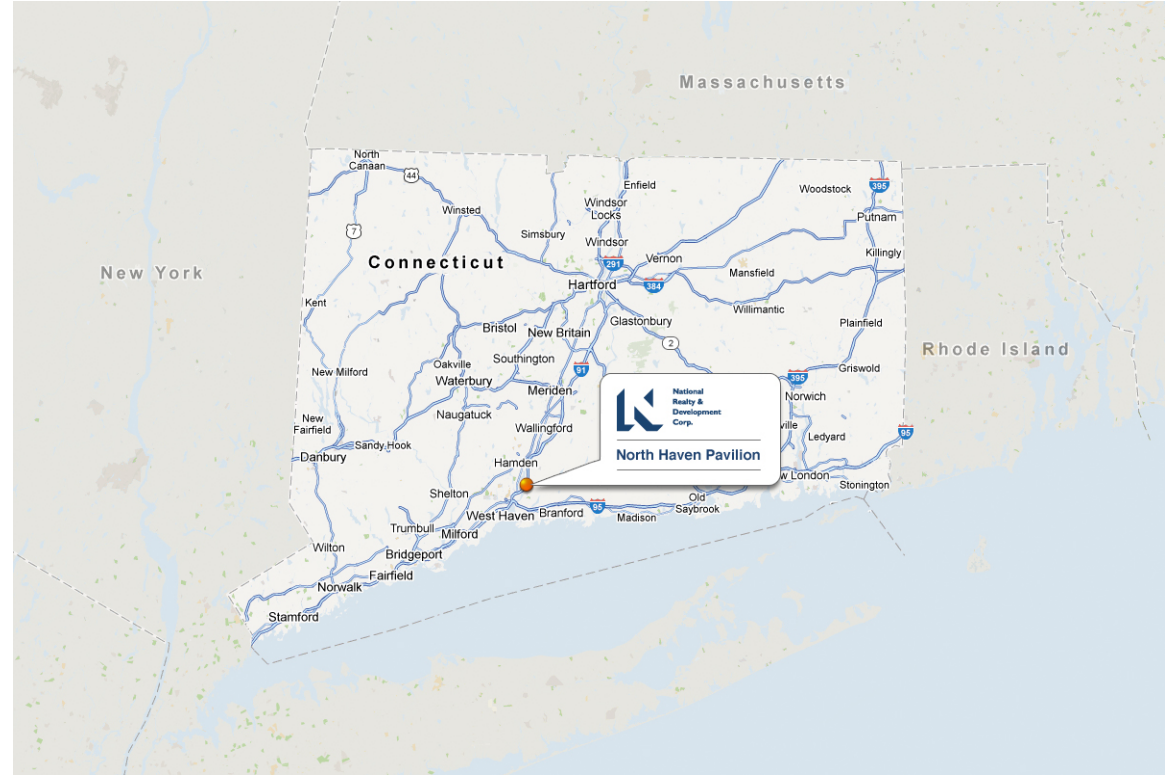 Massachusetts
North
Canaan
44
Enfield
Woodstock
395
Winsted
Windsor
Locks
Putnam
7
Simsbury
Windsor
Connecticut
291
Vernon
Killingly
New York
Mansfield
Hartford
384
Kent
Willimantic
Bristol
New Britain
Glastonbury
Plainfield
2
Rhode Island
Southington
Oakville
New Milford
91
Griswold
Waterbury
Meriden
395
Norwich
National
Realty &
Development
Corp.
Naugatuck
New
Fairfield
Wallingford
ville
Ledyard
95
Sandy Hook
Danbury
North Haven Pavilion
Hamden
w London
Stonington
Shelton
Old
Saybrook
95
West Haven
Branford
Madison
Trumbull
Milford
Wilton
Bridgeport
Fairfield
Norwalk
Stamford